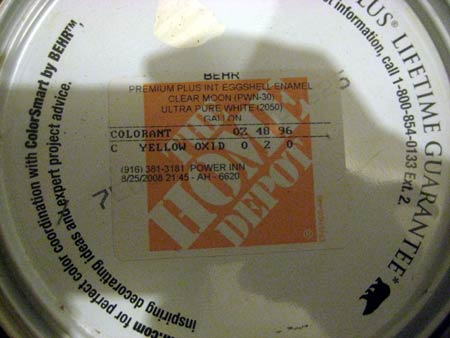 BEHR
PREMIUM PLUS INT EGGSHELL-ENAMEL
CLEAR MOON (PWN-30)
ULTRA PURE WHITE (2050)
GALLON
COLORANT OZ 48 96
C YELLOW OXID 0 2 0
(916) 381-3181 POWER INN
8/25/2008 21:45 - AH - 6620
THE
HOME
DEPOT
®
PLUS® LIFETIME GUARANTEE*
information, call 1-800-854-0133 Ext. 2
.com for perfect color coordination with ColorSmart by BEHR™,
inspiring decorating ideas and expert project advice.